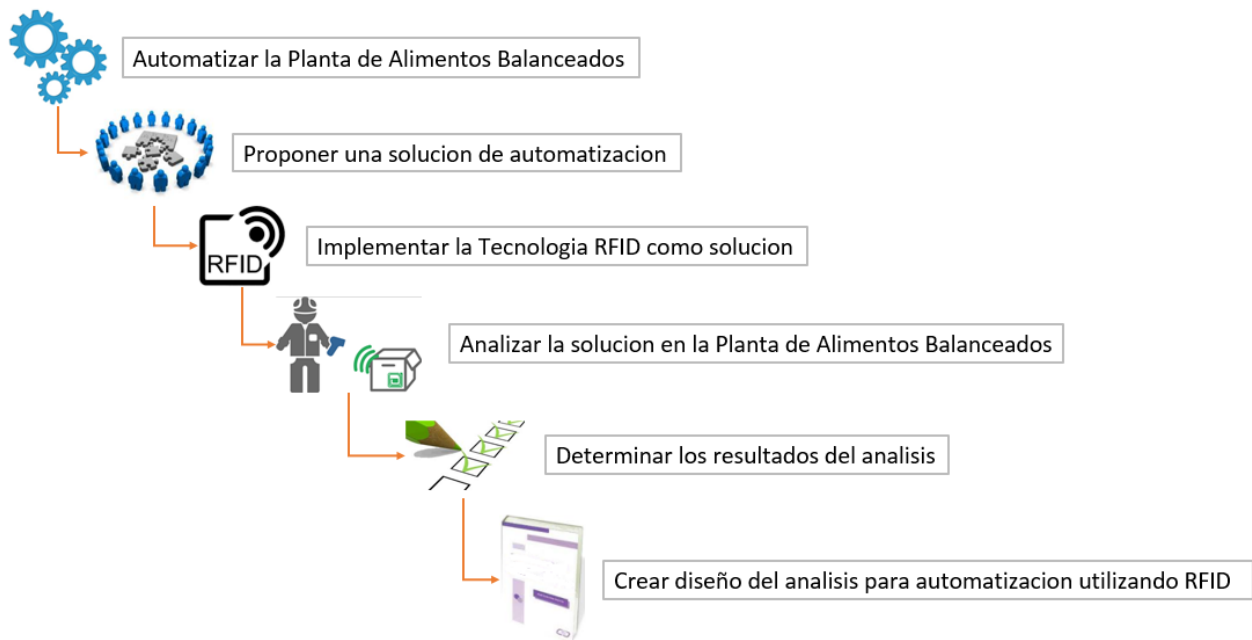 Automatizar la Planta de Alimentos Balanceados
Proponer una solucion de automatizacion
RFID
Implementar la Tecnologia RFID como solucion
Analizar la solucion en la Planta de Alimentos Balanceados
Determinar los resultados del analisis
Crear diseño del analisis para automatizacion utilizando RFID